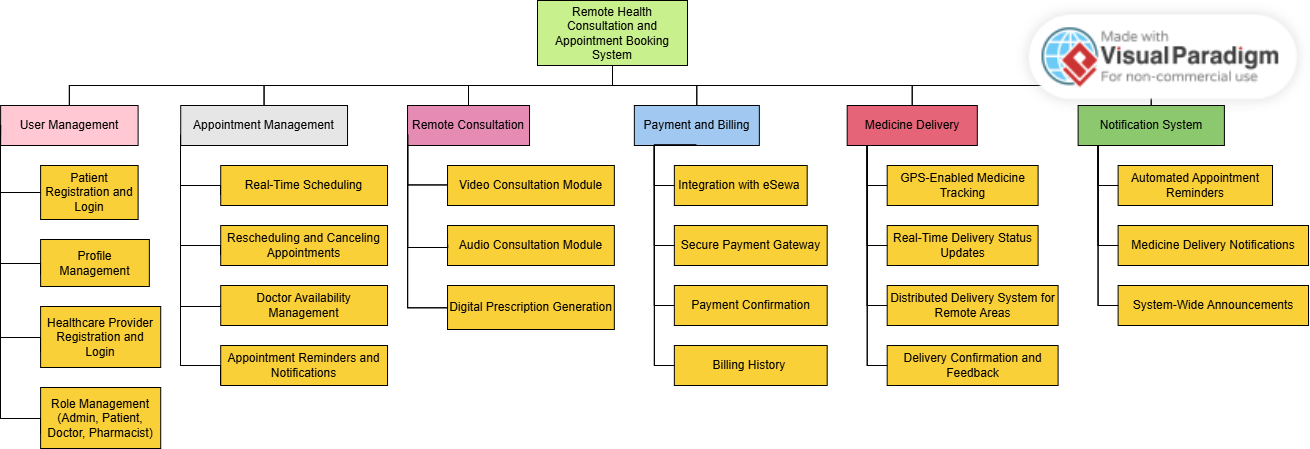 Remote Health
Consultation and
Appointment Booking
System
Made with
Visual Paradigm
For non-commercial use
User Management
Appointment Management
Remote Consultation
Payment and Billing
Medicine Delivery
Notification System
Patient
Registration and
Login
Profile
Management
Healthcare Provider
Registration and
Login
Role Management
(Admin, Patient,
Doctor, Pharmacist)
Real-Time Scheduling
Rescheduling and Canceling
Appointments
Doctor Availability
Management
Appointment Reminders and
Notifications
Video Consultation Module
Audio Consultation Module
Digital Prescription Generation
Integration with eSewa
Secure Payment Gateway
Payment Confirmation
Billing History
GPS-Enabled Medicine
Tracking
Real-Time Delivery Status
Updates
Distributed Delivery System for
Remote Areas
Delivery Confirmation and
Feedback
Automated Appointment
Reminders
Medicine Delivery Notifications
System-Wide Announcements